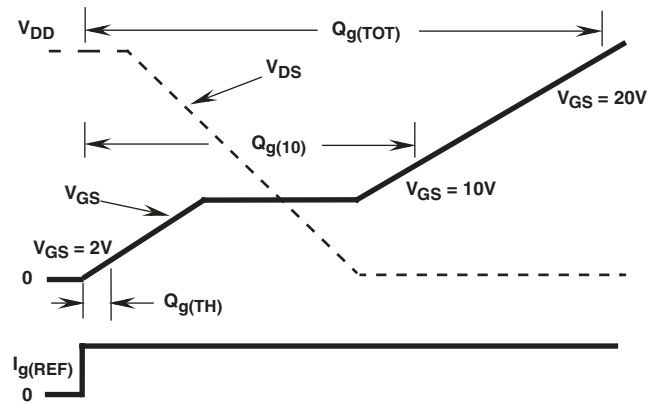 V_DD
Q_g(TOT)
V_DS
V_GS = 20V
Q_g(10)
V_GS
V_GS = 10V
V_GS = 2V
0
Q_g(TH)
I_g(REF)
0